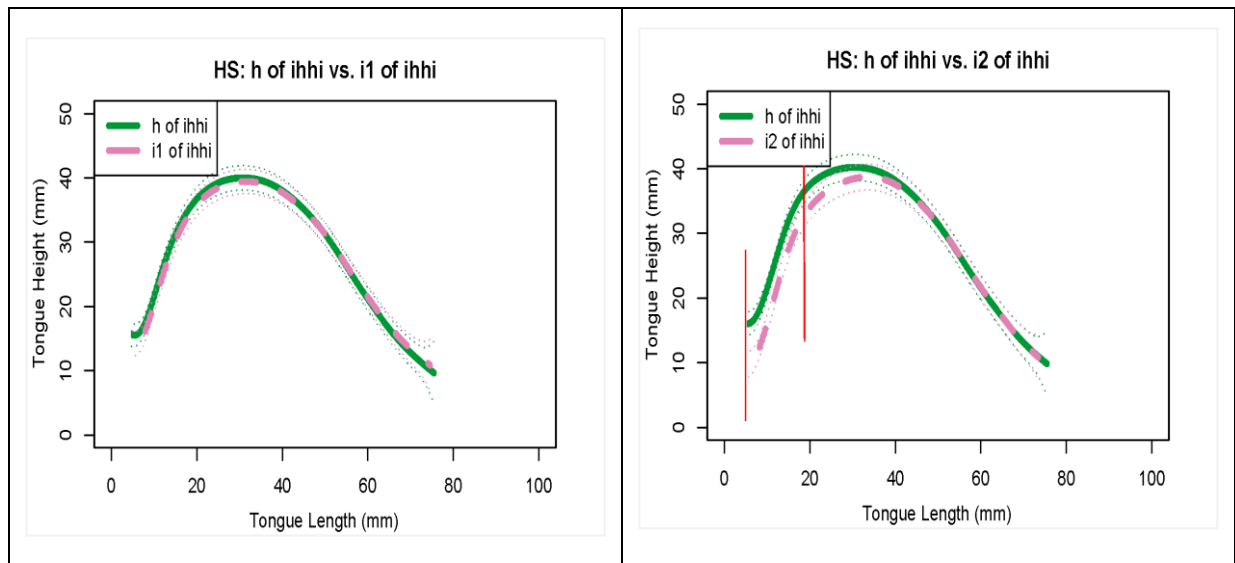 HS: h of ihhi vs. i1 of ihhi
h of ihhi
i1 of ihhi
Tongue Height (mm)
50
40
30
20
10
0
0 20 40 60 80 100
Tongue Length (mm)
HS: h of ihhi vs. i2 of ihhi
h of ihhi
i2 of ihhi
Tongue Height (mm)
50
40
30
20
10
0
0 20 40 60 80 100
Tongue Length (mm)